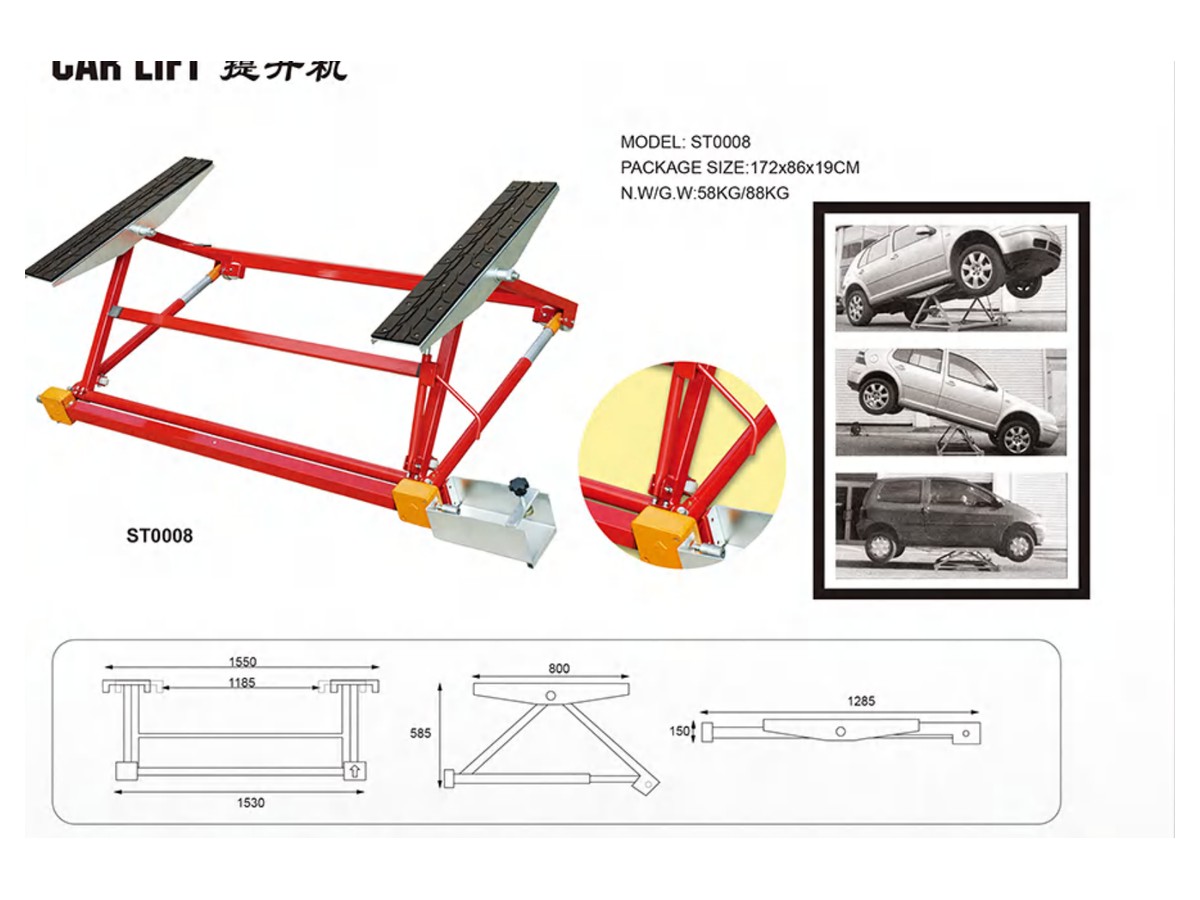 CAR LIFT 提升机
MODEL: ST0008
PACKAGE SIZE:172x86x19CM
N.W/G.W:58KG/88KG
ST0008
1550
1185
1530
800
585
1285
150